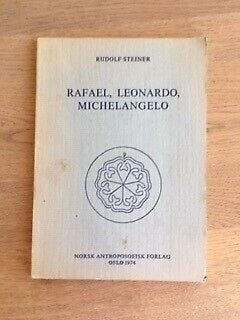 RUDOLF STEINER
RAFAEL, LEONARDO,
MICHELANGELO
NORSK ANTROPOSOFISK FORLAG
OSLO 1974